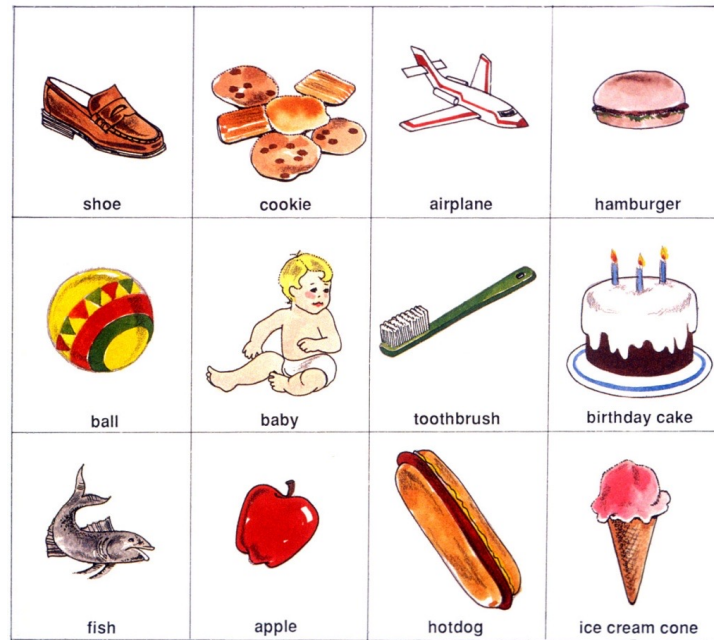 shoe
cookie
airplane
hamburger
ball
baby
toothbrush
birthday cake
fish
apple
hotdog
ice cream cone